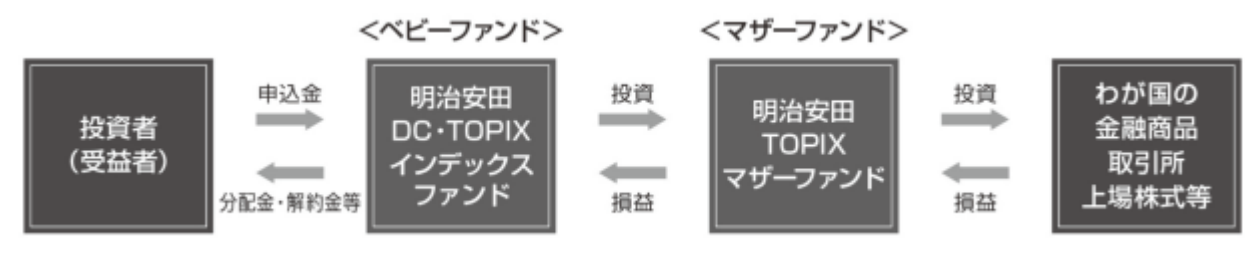 <ベビーファンド>
<マザーファンド>
投資者
(受益者)
申込金
分配金・解約金等
明治安田
DC・TOPIX
インデックス
ファンド
投資
損益
明治安田
TOPIX
マザーファンド
投資
損益
わが国の
金融商品
取引所
上場株式等